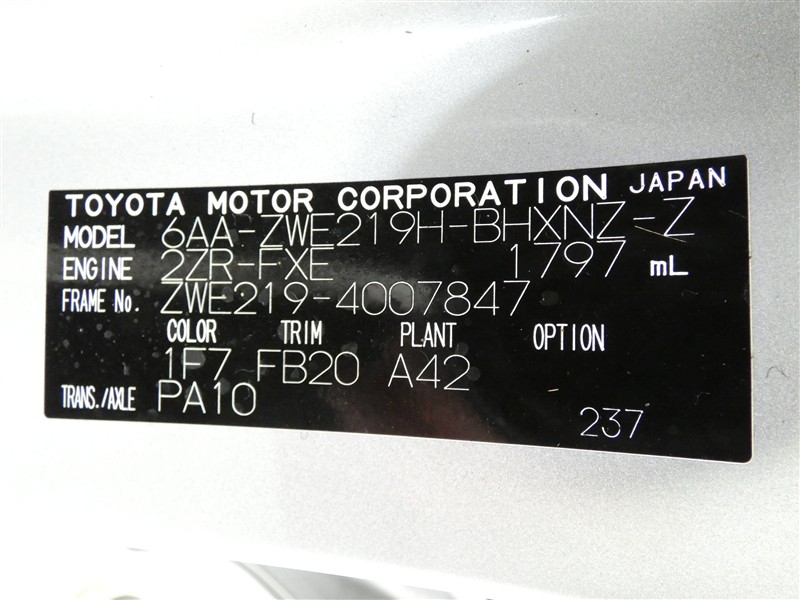 TOYOTA MOTOR CORPORATION JAPAN
MODEL 6AA-ZWE219H-BHXNZ-Z
ENGINE 2ZR-FXE 1797 mL
FRAME No. ZWE219-4007847
COLOR TRIM PLANT OPTION
1F7 FB20 A42
TRANS./AXLE PA10
237